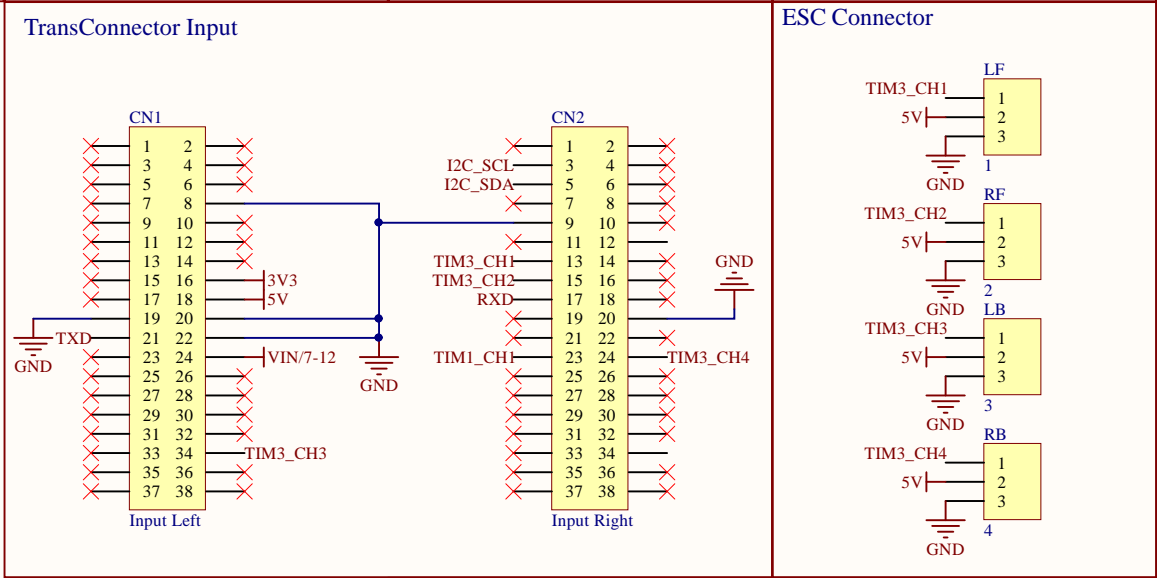 TransConnector Input
ESC Connector
CN1
1 2
3 4
5 6
7 8
9 10
11 12
13 14
15 16 3V3
17 18 5V
19 20
GND TXD 21 22
23 24 VIN/7-12
GND
25 26
27 28
29 30
31 32
33 34 TIM3_CH3
35 36
37 38
Input Left
CN2
1 2
I2C_SCL 3 4
I2C_SDA 5 6
7 8
9 10
11 12
TIM3_CH1 13 14 GND
TIM3_CH2 15 16
RXD 17 18
19 20
21 22
TIM1_CH1 23 24 TIM3_CH4
25 26
27 28
29 30
31 32
33 34
35 36
37 38
Input Right
LF
TIM3_CH1 1
5V 2
3
GND 1
RF
TIM3_CH2 1
5V 2
3
GND 2
LB
TIM3_CH3 1
5V 2
3
GND 3
RB
TIM3_CH4 1
5V 2
3
GND 4